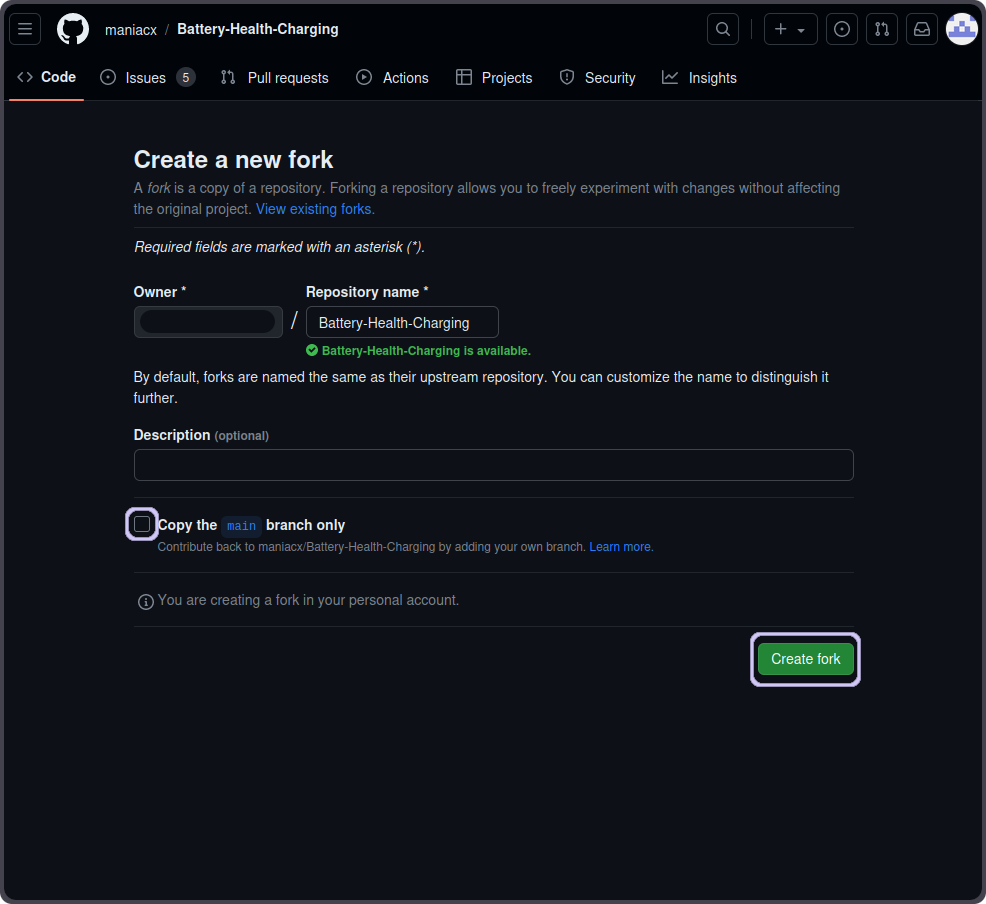 maniacx / Battery-Health-Charging
Code Issues 5 Pull requests Actions Projects Security Insights
Create a new fork
A fork is a copy of a repository. Forking a repository allows you to freely experiment with changes without affecting
the original project. View existing forks.
Required fields are marked with an asterisk (*).
Owner * Repository name *
/ Battery-Health-Charging
Battery-Health-Charging is available.
By default, forks are named the same as their upstream repository. You can customize the name to distinguish it
further.
Description (optional)
Copy the main branch only
Contribute back to maniacx/Battery-Health-Charging by adding your own branch. Learn more.
You are creating a fork in your personal account.
Create fork